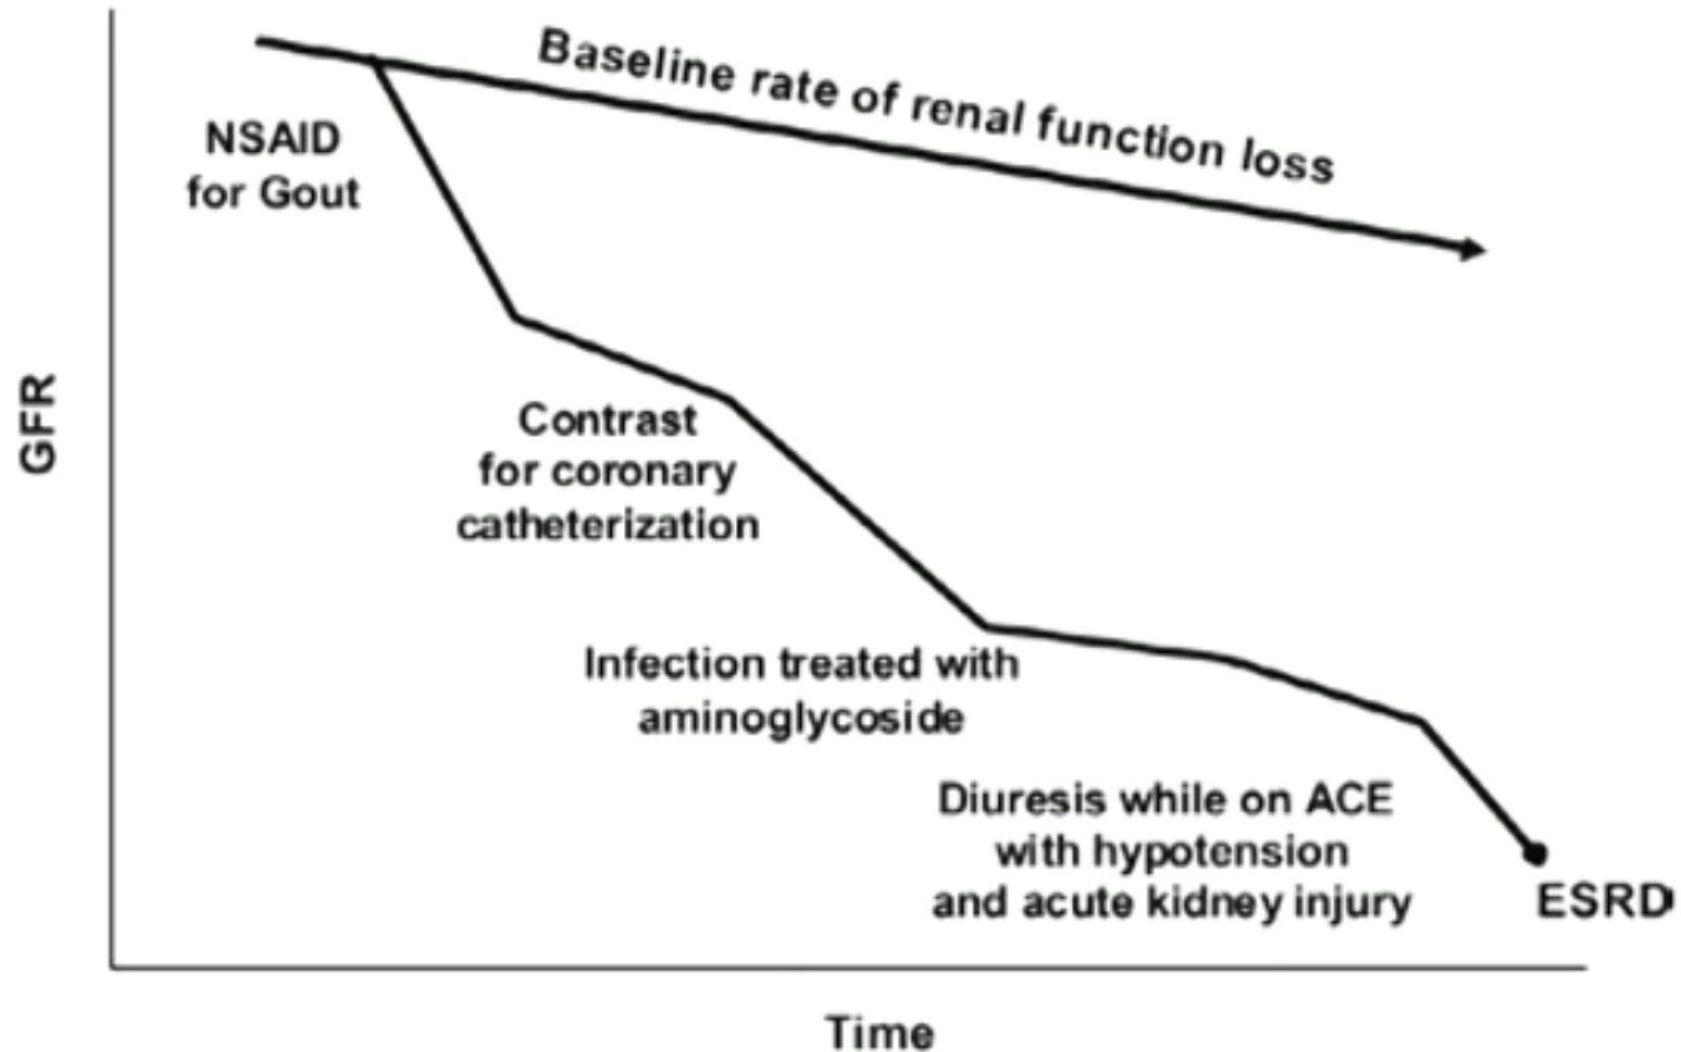 Baseline rate of renal function loss
NSAID
for Gout
GFR
Contrast
for coronary
catheterization
Infection treated with
aminoglycoside
Diuresis while on ACE
with hypotension
and acute kidney injury
ESRD
Time